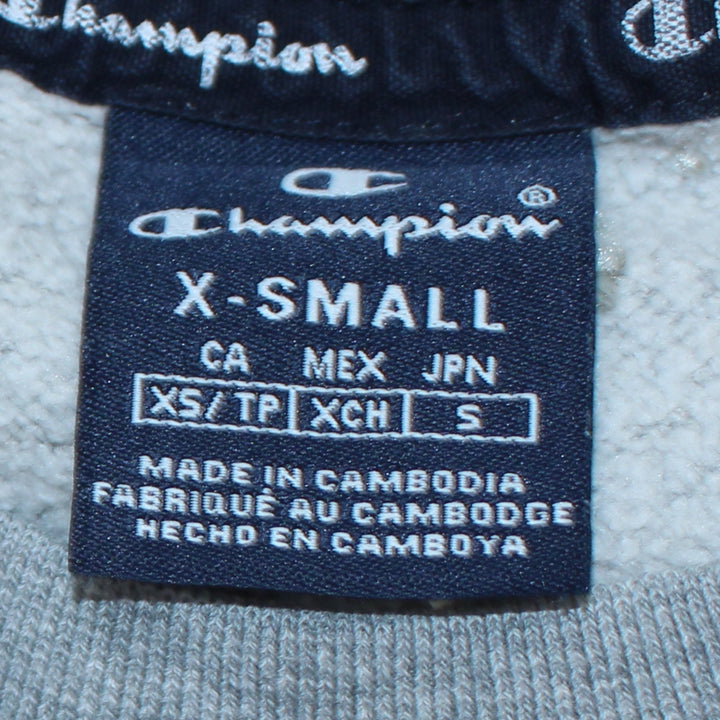 Champion
Champion®
X-SMALL
CA MEX JPN
XS/TP XCH S
MADE IN CAMBODIA
FABRIQUÉ AU CAMBODGE
HECHO EN CAMBOYA